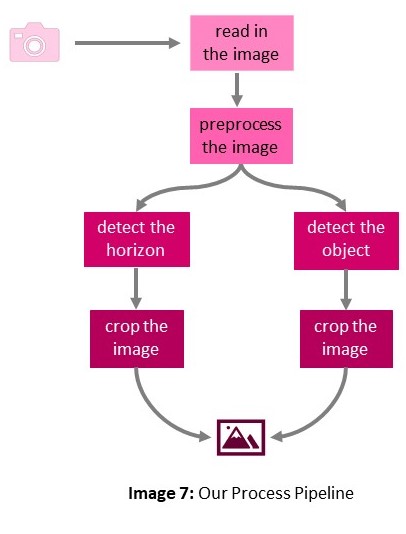 read in
the image
preprocess
the image
detect the
horizon
detect the
object
crop the
image
crop the
image
Image 7: Our Process Pipeline